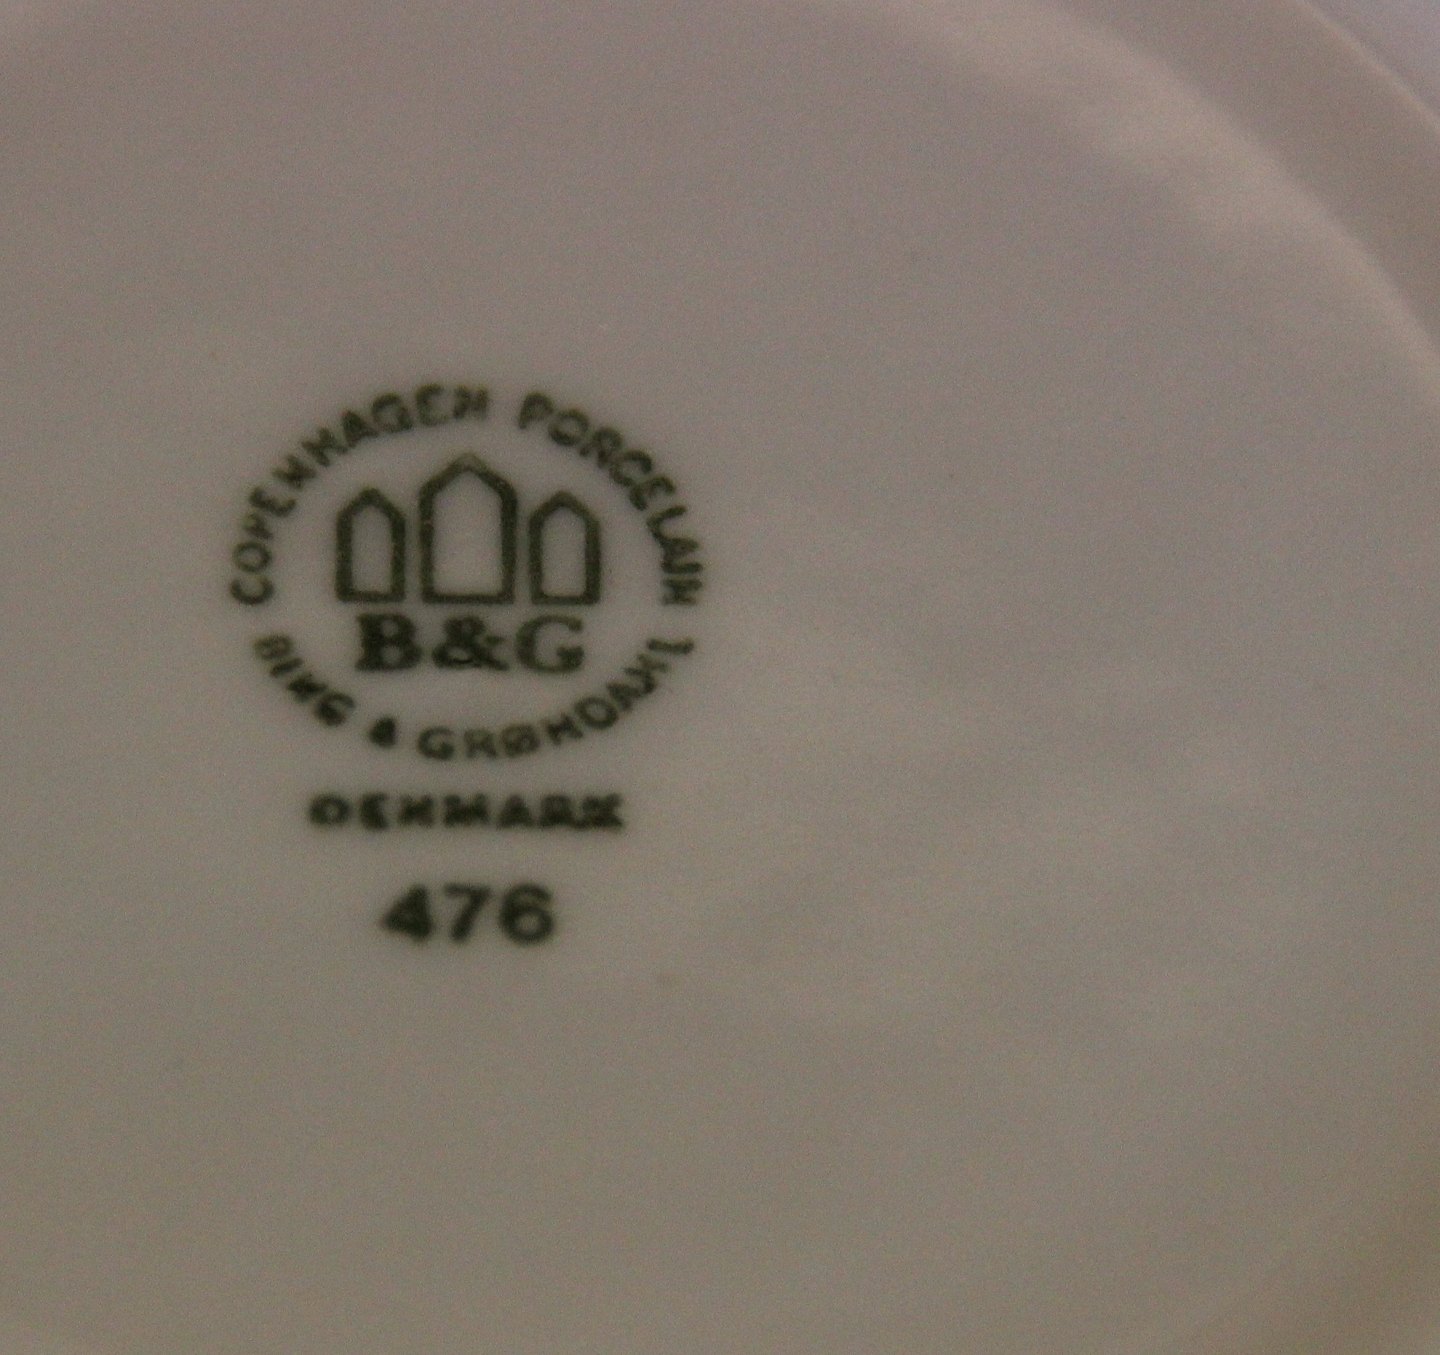 COPENHAGEN PORCELAIN
B&G
BING & GRØNDAHL
DENMARK
476